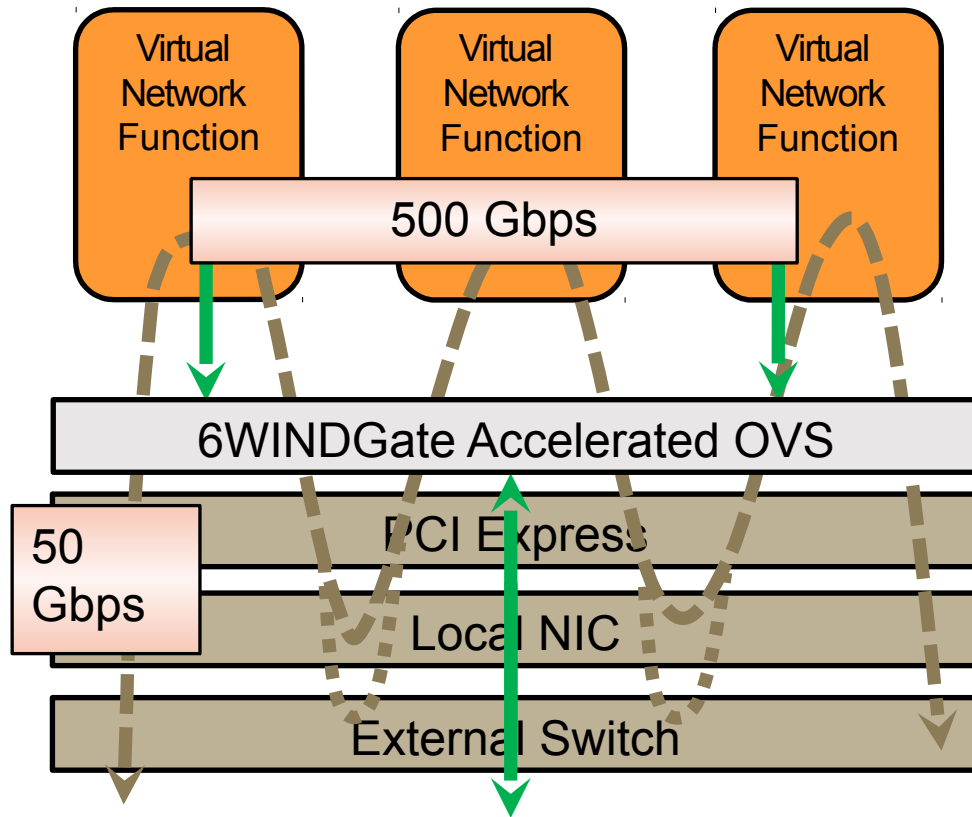 Virtual
Network
Function
Virtual
Network
Function
Virtual
Network
Function
500 Gbps
6WINDGate Accelerated OVS
50
Gbps
PCI Express
Local NIC
External Switch